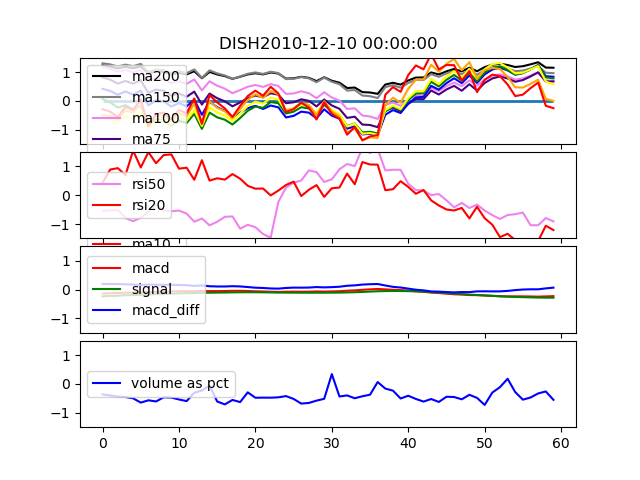 DISH2010-12-10 00:00:00
1
0
−1
ma200
ma150
ma100
ma75
1
0
−1
rsi50
rsi20
ma10
1
0
−1
macd
signal
macd_diff
1
0
−1
volume as pct
0 10 20 30 40 50 60